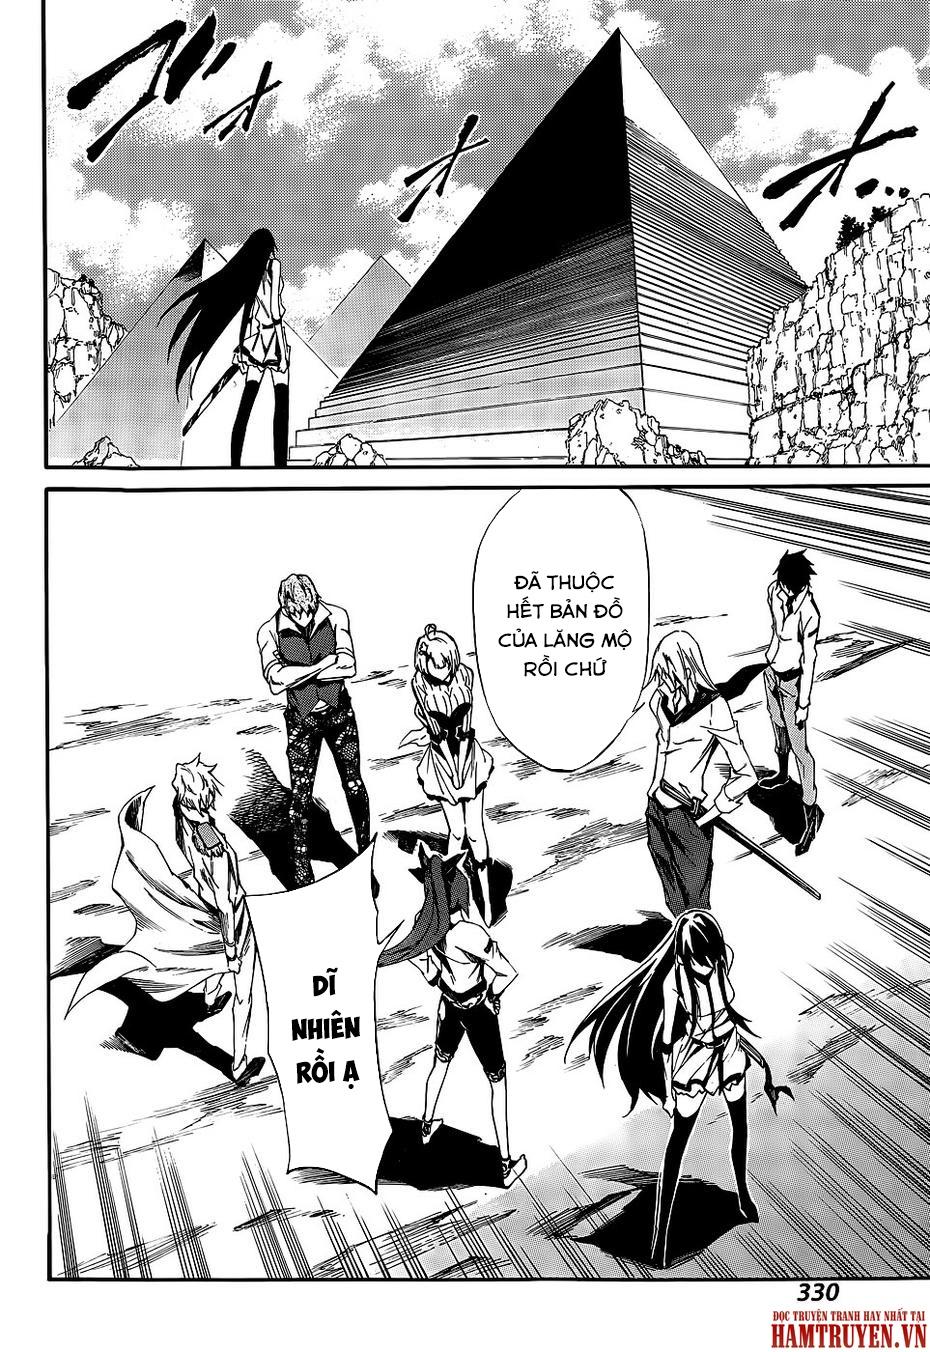 ズオオオ・・・
ĐÃ THUỘC
HẾT BẢN ĐỒ
CỦA LĂNG MỘ
RỒI CHỨ
DĨ
NHIÊN
RỒI Ạ
330
ĐỌC TRUYỆN TRANH HAY NHẤT TẠI
HAMTRUYEN.VN